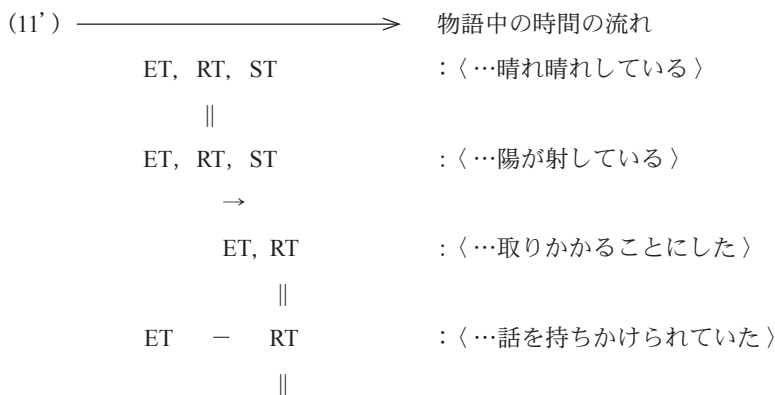 (11’) ⟶ 物語中の時間の流れ
ET, RT, ST :〈…晴れ晴れしている〉
‖
ET, RT, ST :〈…陽が射している〉
→
ET, RT :〈…取りかかることにした〉
‖
ET － RT :〈…話を持ちかけられていた〉
‖